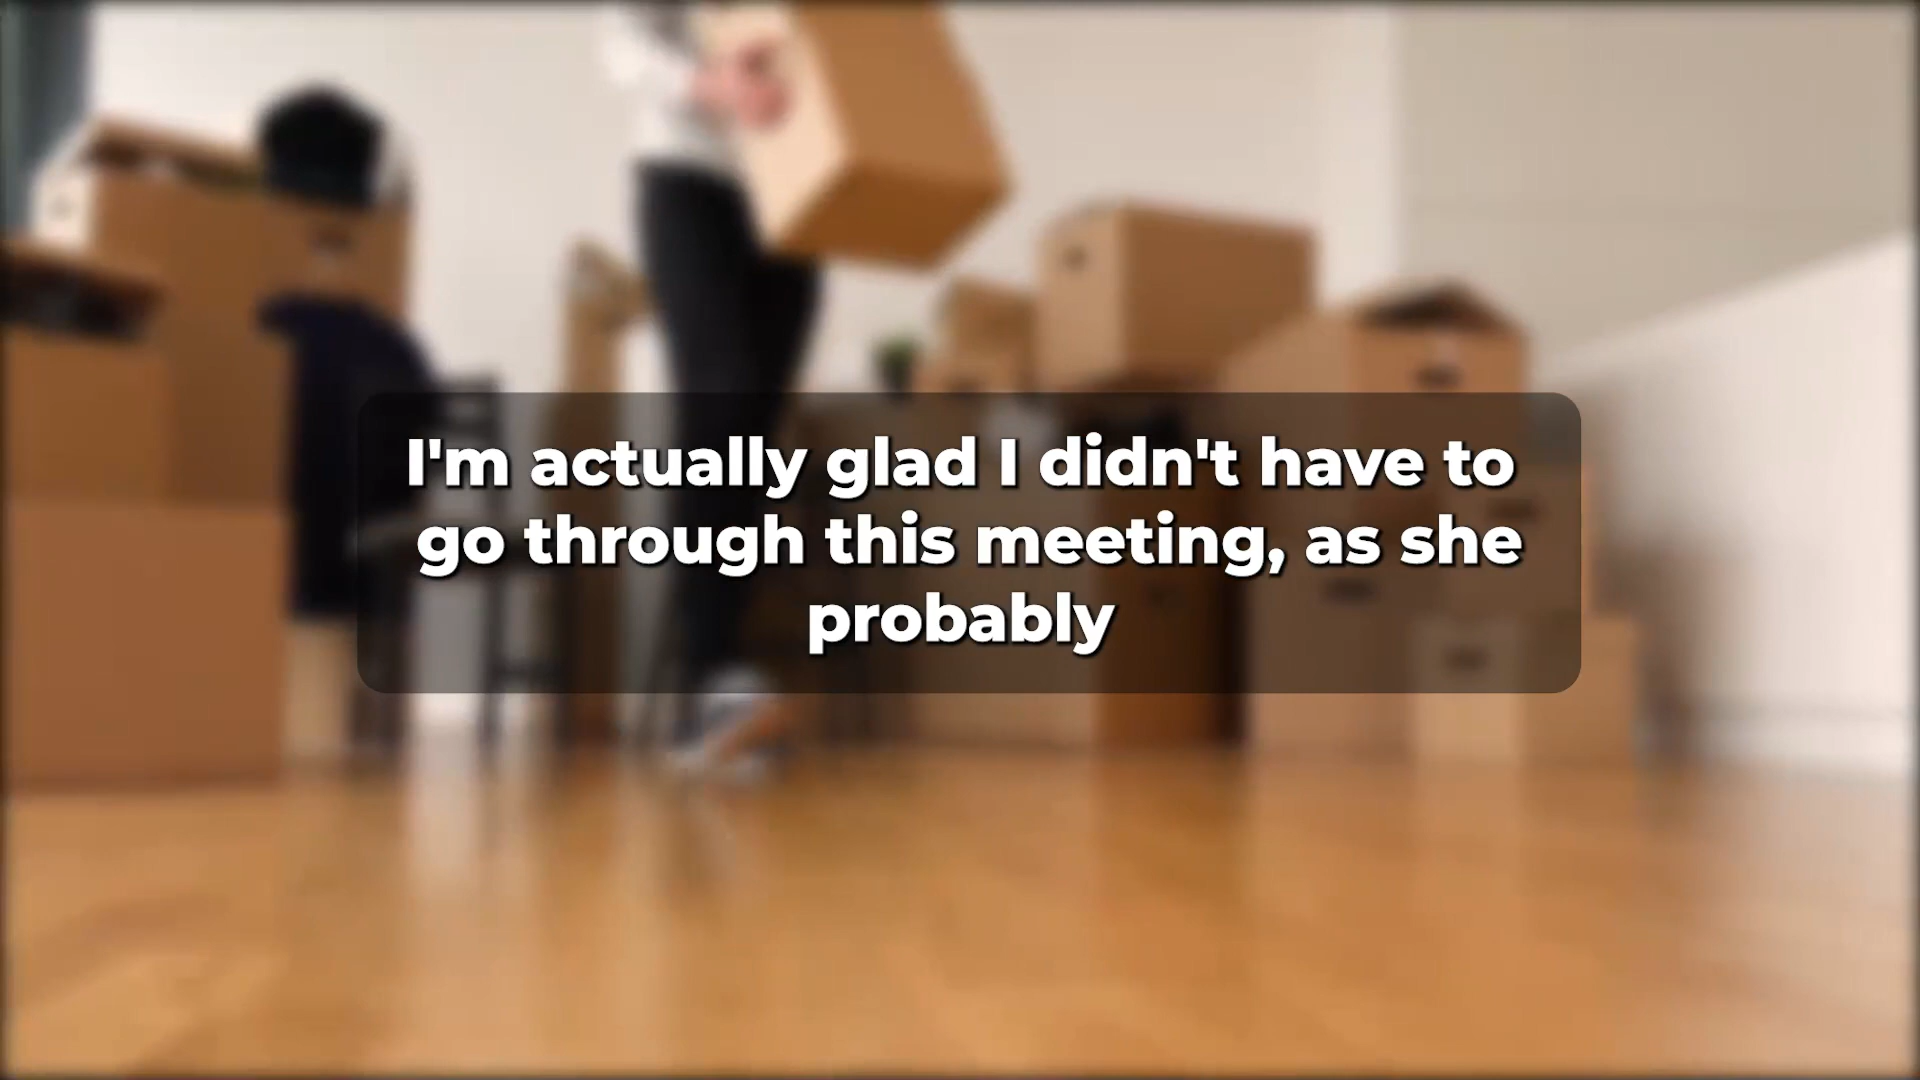 I'm actually glad I didn't have to
go through this meeting, as she
probably